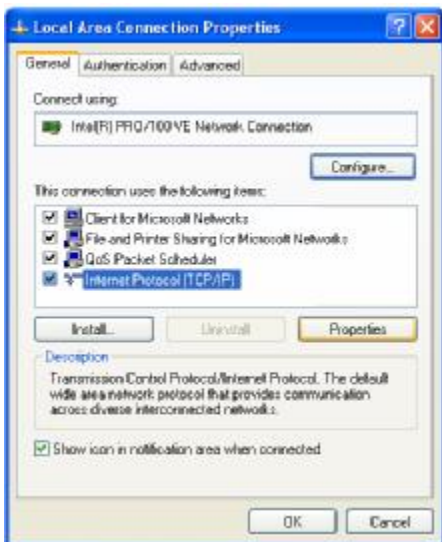 Local Area Connection Properties
General Authentication Advanced
Connect using:
Intel(R) PRO/100 VE Network Connection
Configure...
This connection uses the following items:
Client for Microsoft Networks
File and Printer Sharing for Microsoft Networks
QoS Packet Scheduler
Internet Protocol (TCP/IP)
Install... Uninstall Properties
Description
Transmission Control Protocol/Internet Protocol. The default
wide area network protocol that provides communication
across diverse interconnected networks.
Show icon in notification area when connected
OK Cancel